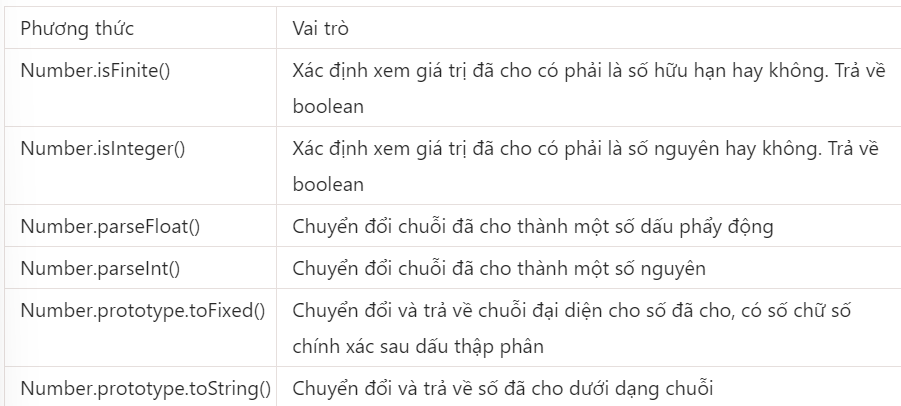 Phương thức Vai trò
Number.isFinite() Xác định xem giá trị đã cho có phải là số hữu hạn hay không. Trả về
boolean
Number.isInteger() Xác định xem giá trị đã cho có phải là số nguyên hay không. Trả về
boolean
Number.parseFloat() Chuyển đổi chuỗi đã cho thành một số dấu phẩy động
Number.parseInt() Chuyển đổi chuỗi đã cho thành một số nguyên
Number.prototype.toFixed() Chuyển đổi và trả về chuỗi đại diện cho số đã cho, có số chữ số
chính xác sau dấu thập phân
Number.prototype.toString() Chuyển đổi và trả về số đã cho dưới dạng chuỗi